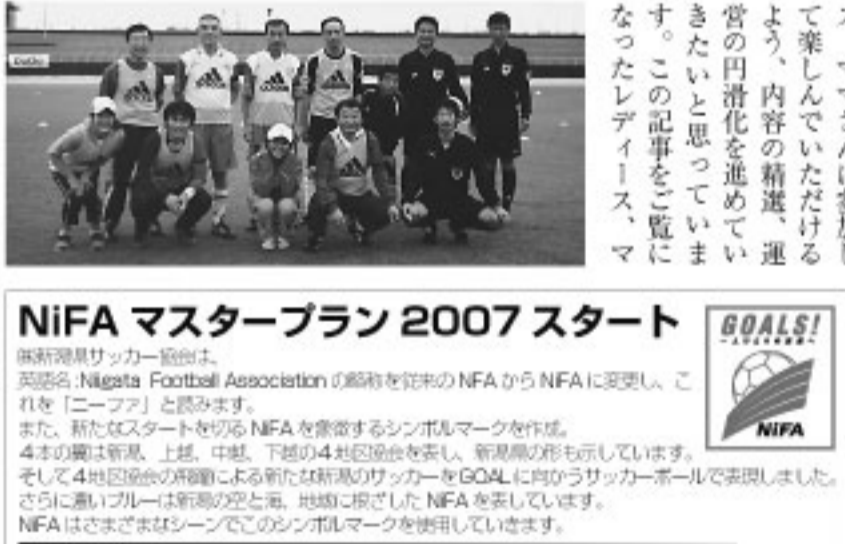 て楽しんでいただける
よう、内容の精選、運
営の円滑化を進めてい
きたいと思っていま
す。この記事をご覧に
なったレディース、マ
NiFA マスタープラン 2007 スタート
新潟県サッカー協会は、
英語名:Niigata Football Association の略称を従来の NFA から NiFA に変更し、こ
れを「ニーファ」と読みます。
また、新たなスタートを切る NiFA を象徴するシンボルマークを作成。
4本の翼は新潟、上越、中越、下越の4地区協会を表し、新潟県の形も示しています。
そして4地区協会の飛躍による新たな新潟のサッカーをGOALに向かうサッカーボールで表現しました。
さらに濃いブルーは新潟の空と海、地域に根ざした NiFA を表しています。
NiFA はさまざまなシーンでこのシンボルマークを使用していきます。
GOALS!
NiFA